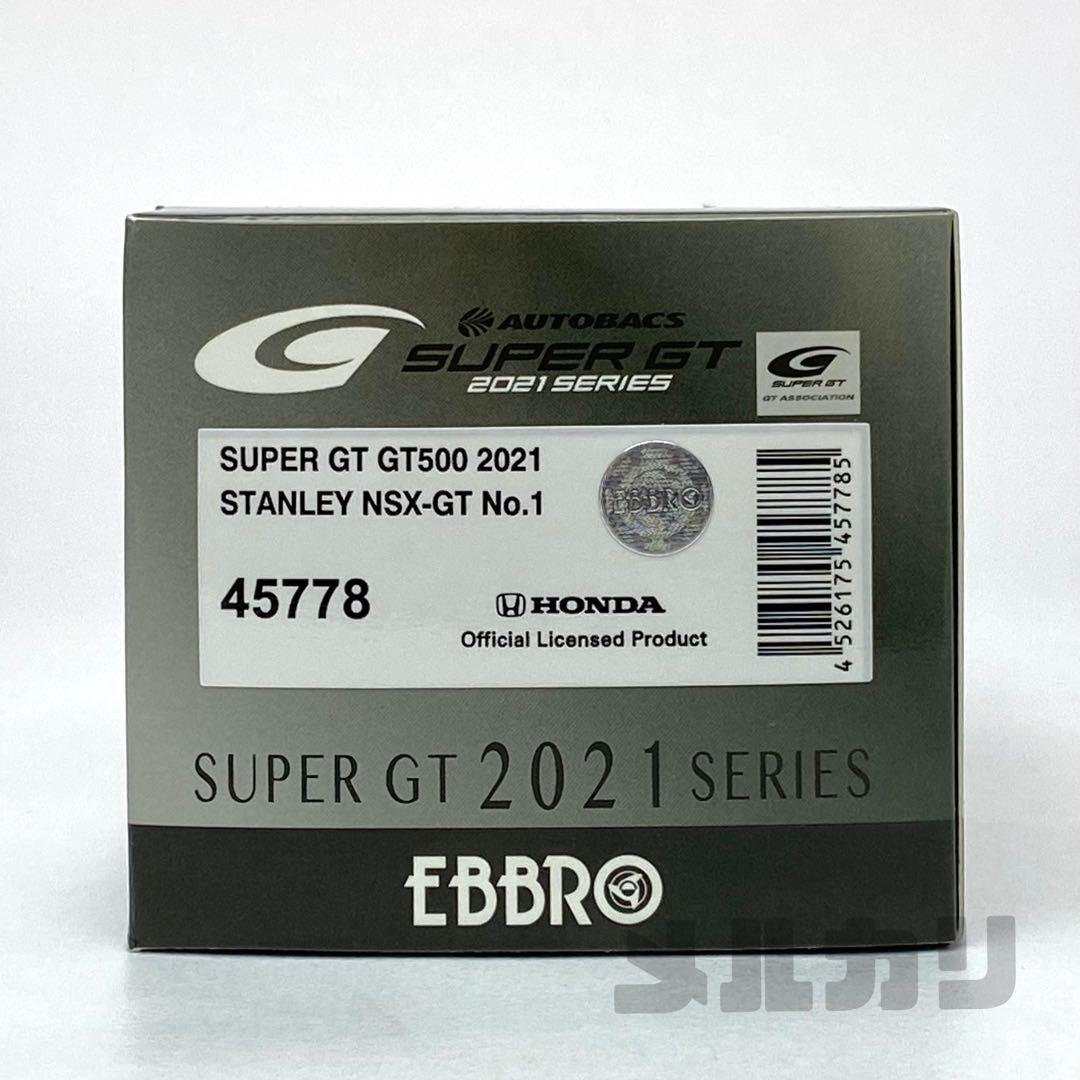 AUTOBACS
SUPER GT
2021 SERIES
SUPER GT
GT ASSOCIATION
SUPER GT GT500 2021
STANLEY NSX-GT No.1
EBBRO
45778
HONDA
Official Licensed Product
4 526175 457785
SUPER GT 2021 SERIES
EBBRO
メルカリ